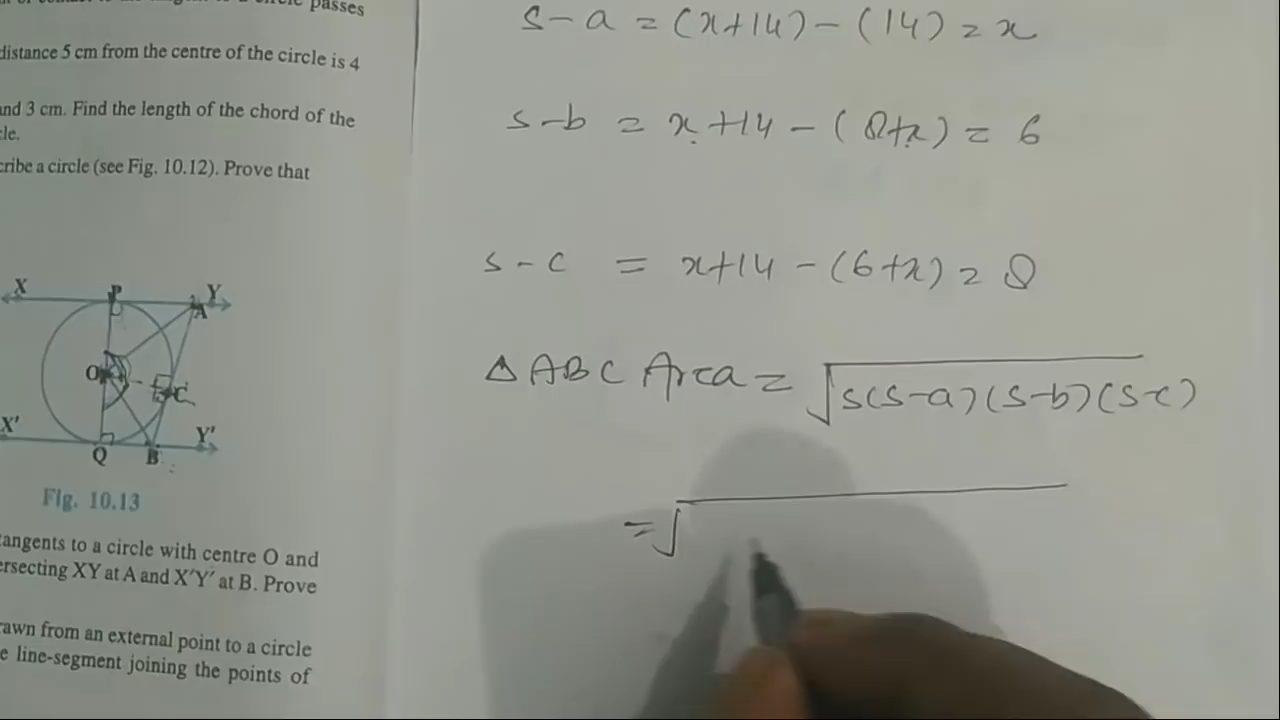 passes
distance 5 cm from the centre of the circle is 4
and 3 cm. Find the length of the chord of the
cle.
cribe a circle (see Fig. 10.12). Prove that
X P Y
A
O C
X' Y'
Q B
Fig. 10.13
tangents to a circle with centre O and
ersecting XY at A and X'Y' at B. Prove
rawn from an external point to a circle
e line-segment joining the points of
s-a = (x+14)-(14) = x
s-b = x+14-(8+x) = 6
s-c = x+14-(6+x) = 8
△ABC Area = √s(s-a)(s-b)(s-c)
= √